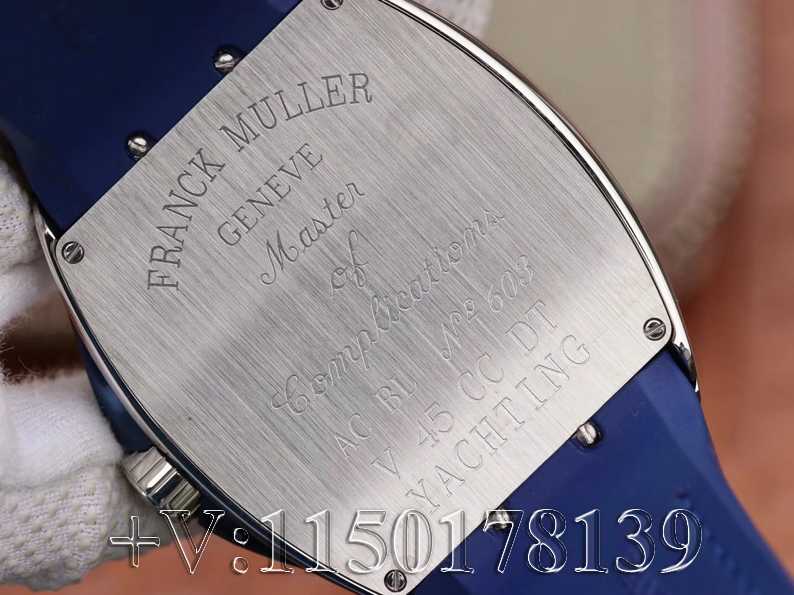 FRANCK MULLER
GENEVE
Master
of
Complications
AC BL Nº 603
V 45 CC DT
YACHTING
+V:1150178139